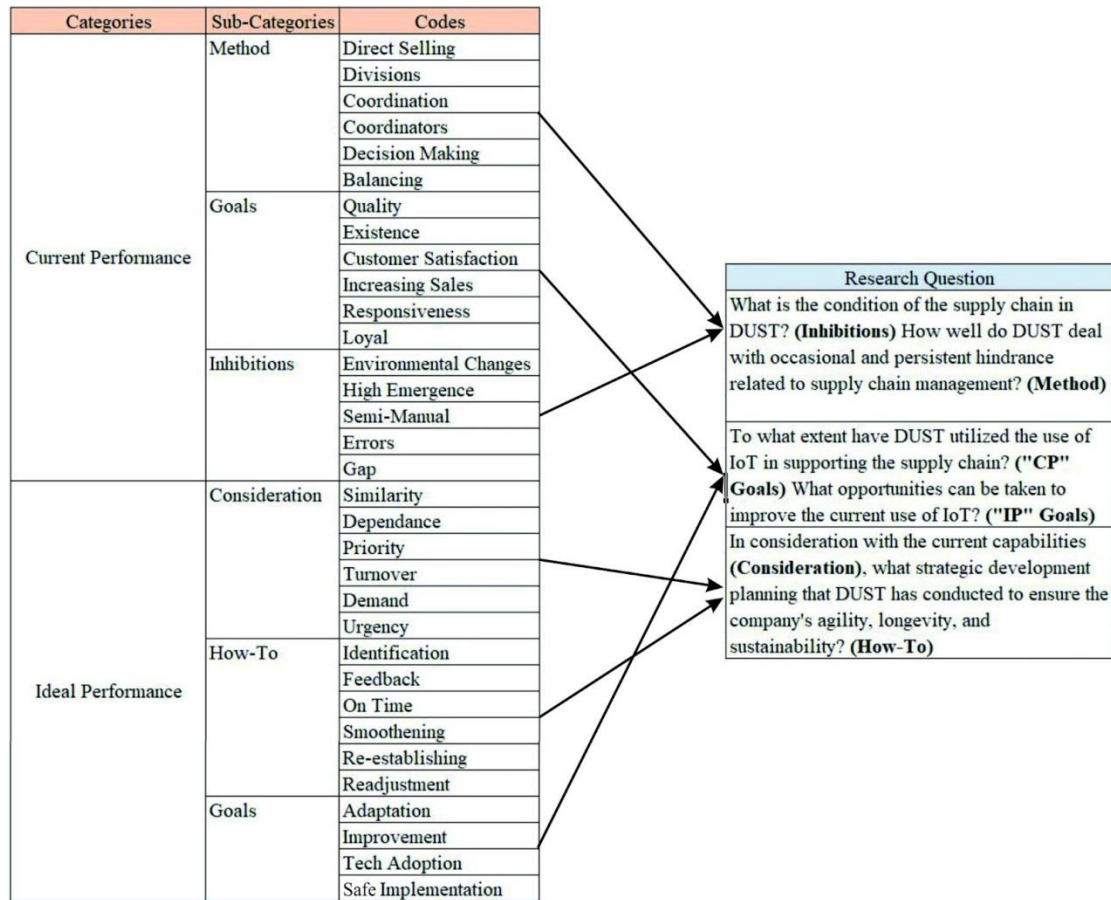 Categories Sub-Categories Codes
Current Performance
Method
Direct Selling
Divisions
Coordination
Coordinators
Decision Making
Balancing
Goals
Quality
Existence
Customer Satisfaction
Increasing Sales
Responsiveness
Loyal
Inhibitions
Environmental Changes
High Emergence
Semi-Manual
Errors
Gap
Ideal Performance
Consideration
Similarity
Dependance
Priority
Turnover
Demand
Urgency
How-To
Identification
Feedback
On Time
Smoothening
Re-establishing
Readjustment
Goals
Adaptation
Improvement
Tech Adoption
Safe Implementation
Research Question
What is the condition of the supply chain in
DUST? (Inhibitions) How well do DUST deal
with occasional and persistent hindrance
related to supply chain management? (Method)
To what extent have DUST utilized the use of
IoT in supporting the supply chain? ("CP"
Goals) What opportunities can be taken to
improve the current use of IoT? ("IP" Goals)
In consideration with the current capabilities
(Consideration), what strategic development
planning that DUST has conducted to ensure the
company's agility, longevity, and
sustainability? (How-To)